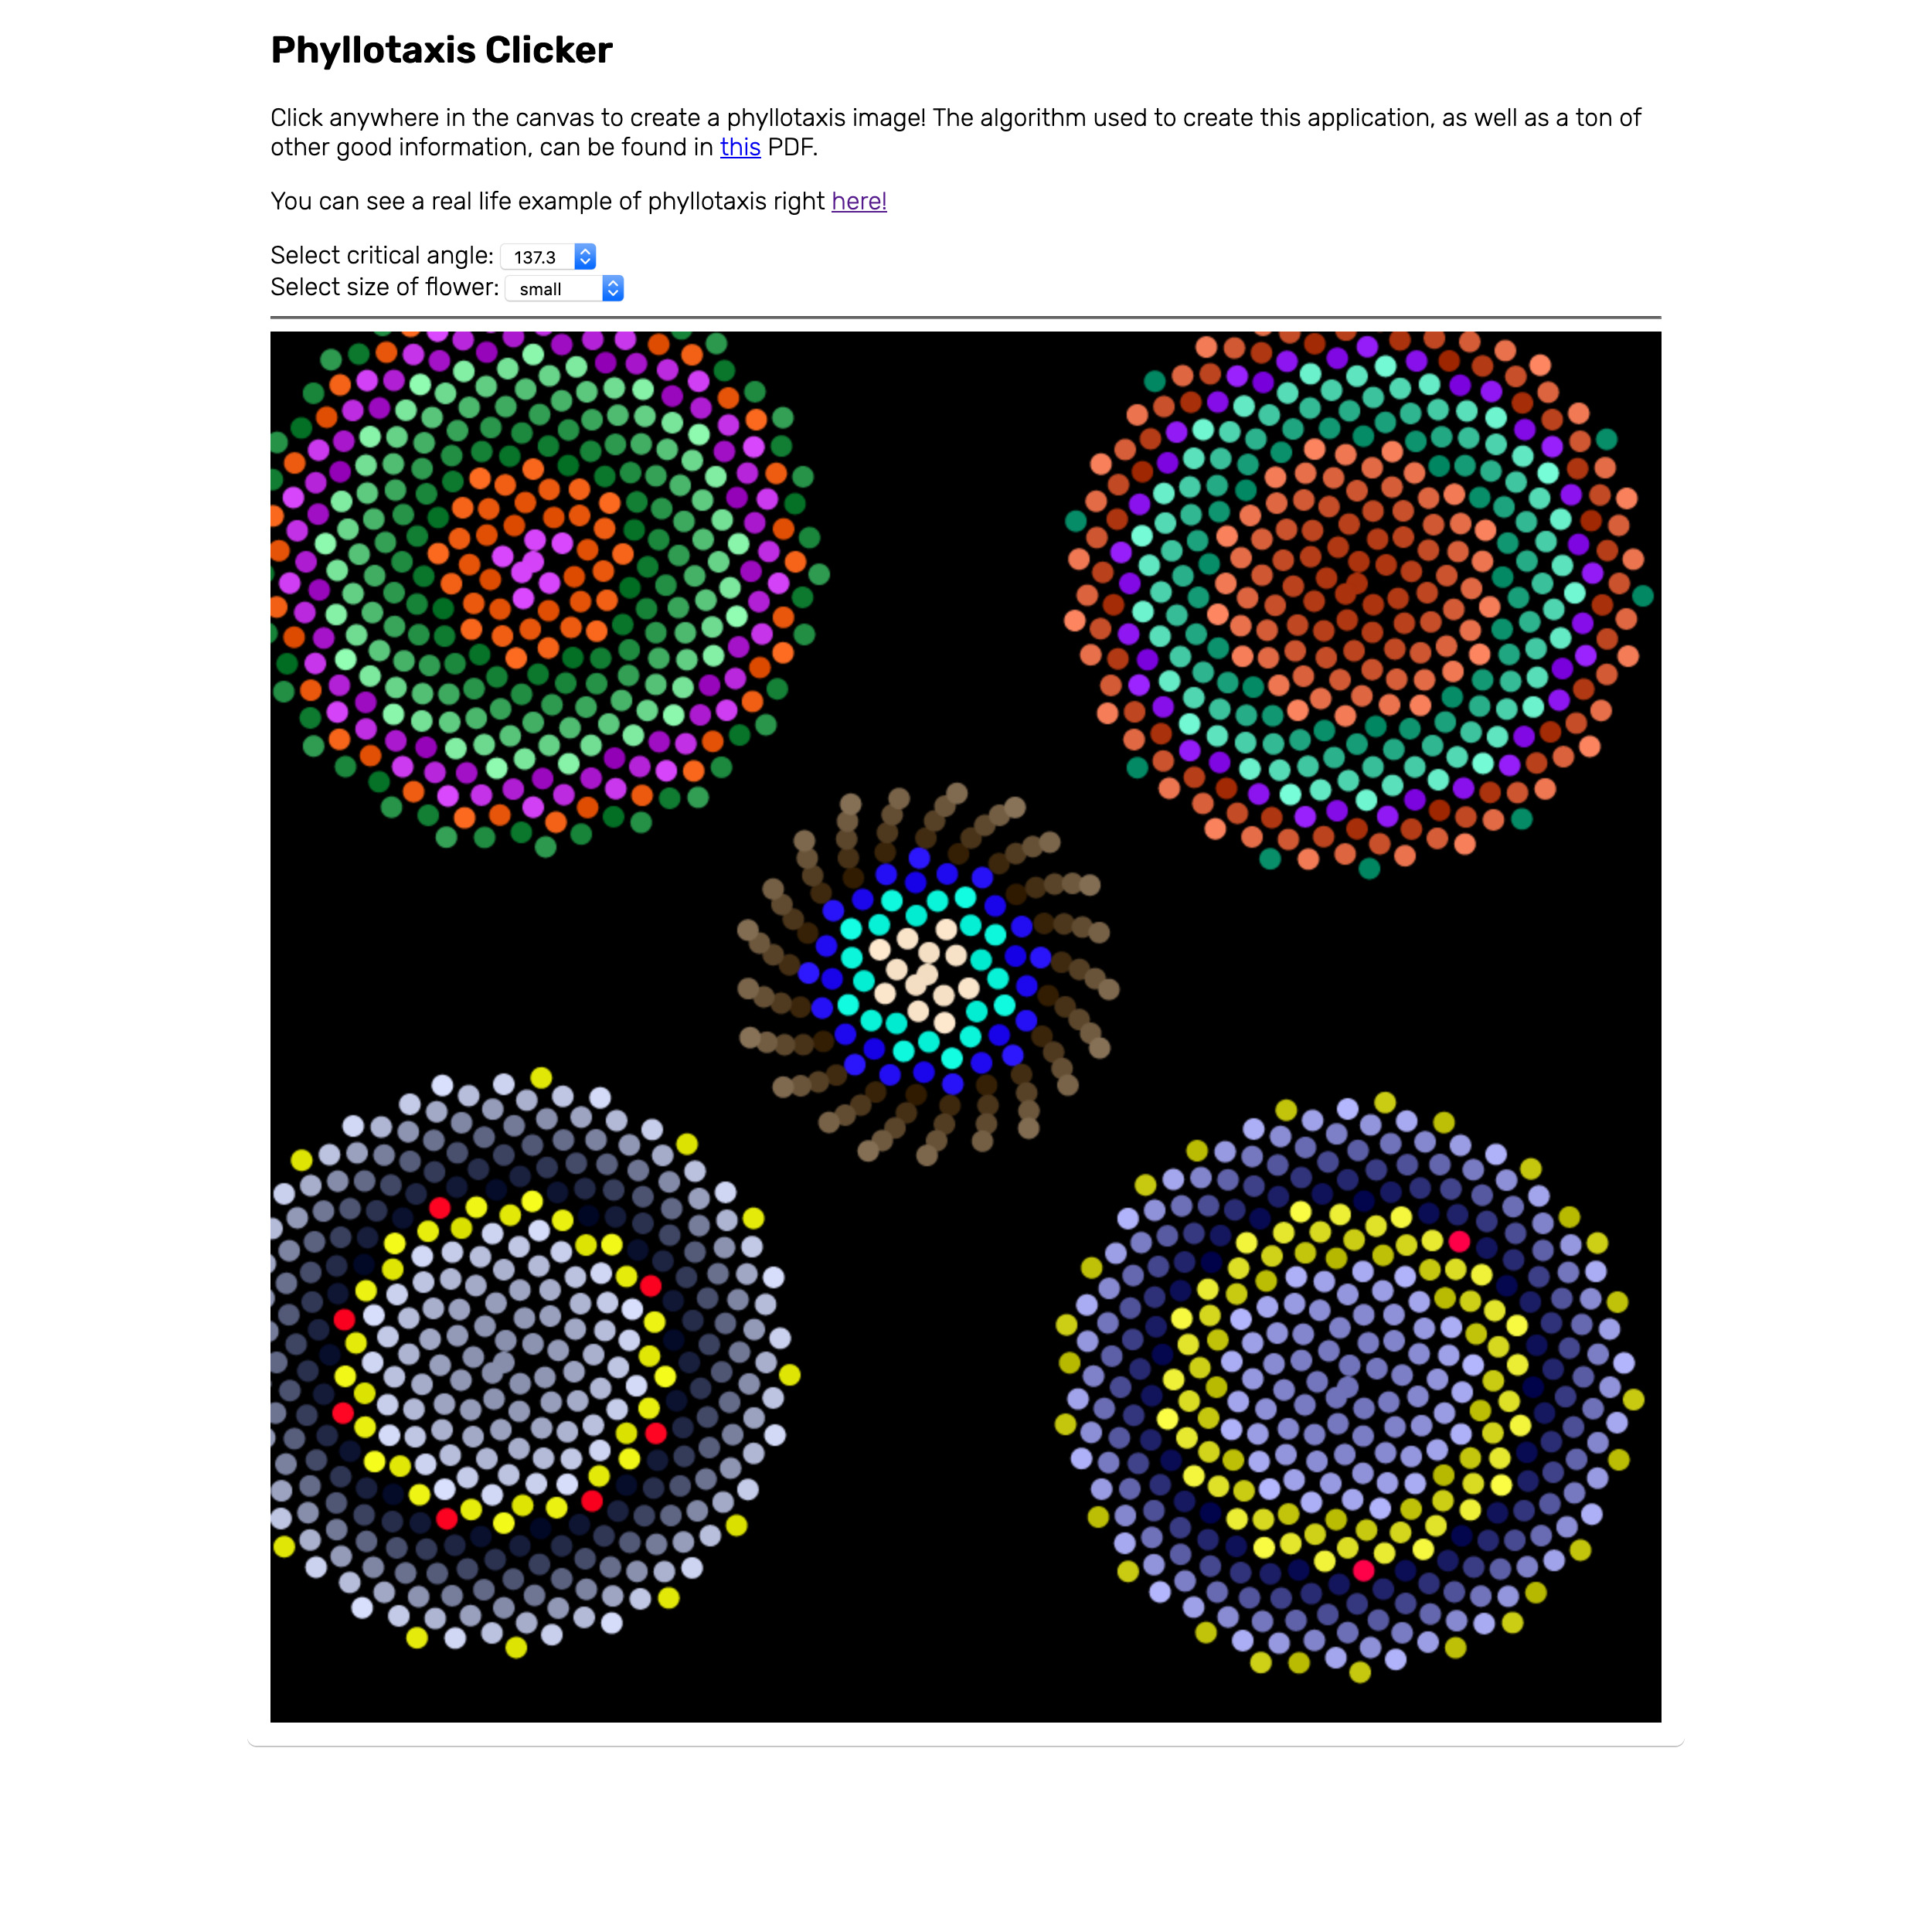 Phyllotaxis Clicker
Click anywhere in the canvas to create a phyllotaxis image! The algorithm used to create this application, as well as a ton of
other good information, can be found in this PDF.
You can see a real life example of phyllotaxis right here!
Select critical angle: 137.3
Select size of flower: small